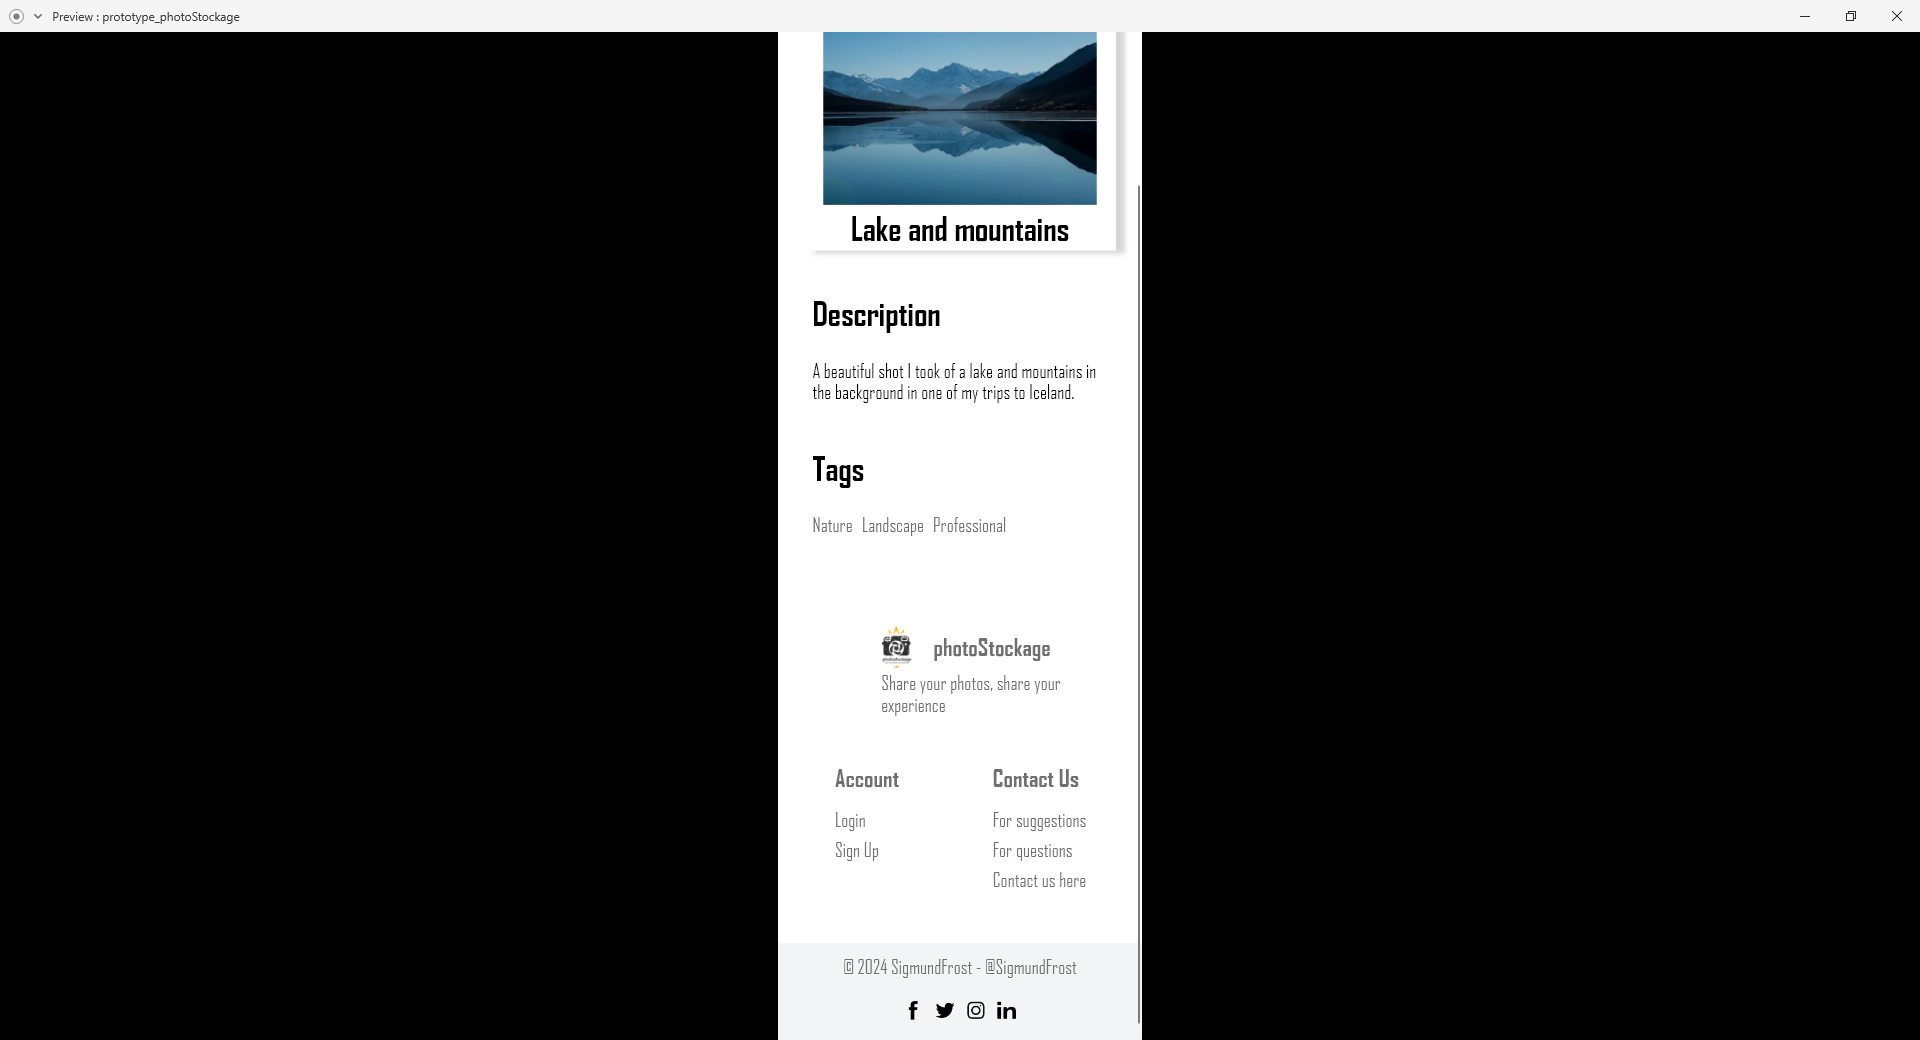 Preview : prototype_photoStockage
Lake and mountains
Description
A beautiful shot I took of a lake and mountains in
the background in one of my trips to Iceland.
Tags
Nature Landscape Professional
photoStockage
Share your photos, share your
experience
Account
Login
Sign Up
Contact Us
For suggestions
For questions
Contact us here
© 2024 SigmundFrost - @SigmundFrost